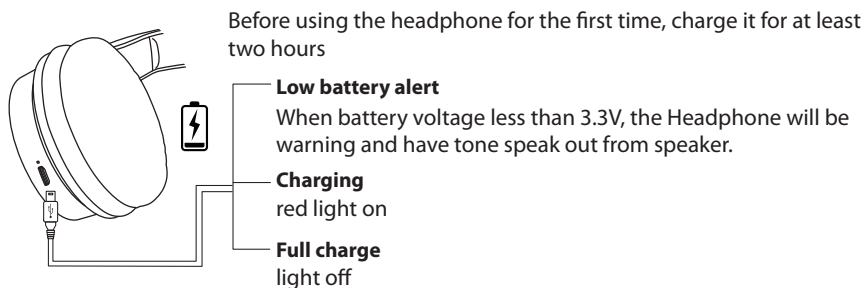 Before using the headphone for the first time, charge it for at least
two hours
Low battery alert
When battery voltage less than 3.3V, the Headphone will be
warning and have tone speak out from speaker.
Charging
red light on
Full charge
light off